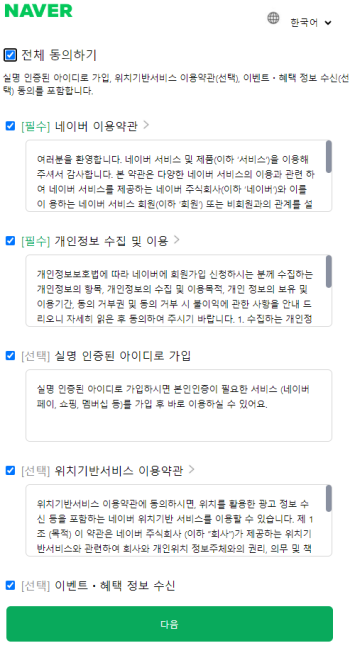 NAVER
한국어
전체 동의하기
실명 인증된 아이디로 가입, 위치기반서비스 이용약관(선택), 이벤트・혜택 정보 수신(선
택) 동의를 포함합니다.
[필수] 네이버 이용약관
여러분을 환영합니다. 네이버 서비스 및 제품(이하 '서비스')을 이용해
주셔서 감사합니다. 본 약관은 다양한 네이버 서비스의 이용과 관련 하
여 네이버 서비스를 제공하는 네이버 주식회사(이하 '네이버')와 이를
이 용하는 네이버 서비스 회원(이하 '회원') 또는 비회원과의 관계를 설
[필수] 개인정보 수집 및 이용
개인정보보호법에 따라 네이버에 회원가입 신청하시는 분께 수집하는
개인정보의 항목, 개인정보의 수집 및 이용목적, 개인 정보의 보유 및
이용기간, 동의 거부권 및 동의 거부 시 불이익에 관한 사항을 안내 드
리오니 자세히 읽은 후 동의하여 주시기 바랍니다. 1. 수집하는 개인정
[선택] 실명 인증된 아이디로 가입
실명 인증된 아이디로 가입하시면 본인인증이 필요한 서비스 (네이버
페이, 쇼핑, 멤버십 등)를 가입 후 바로 이용하실 수 있어요.
[선택] 위치기반서비스 이용약관
위치기반서비스 이용약관에 동의하시면, 위치를 활용한 광고 정보 수
신 등을 포함하는 네이버 위치기반 서비스를 이용할 수 있습니다. 제 1
조 (목적) 이 약관은 네이버 주식회사 (이하 "회사")가 제공하는 위치기
반서비스와 관련하여 회사와 개인위치 정보주체와의 권리, 의무 및 책
[선택] 이벤트・혜택 정보 수신
다음